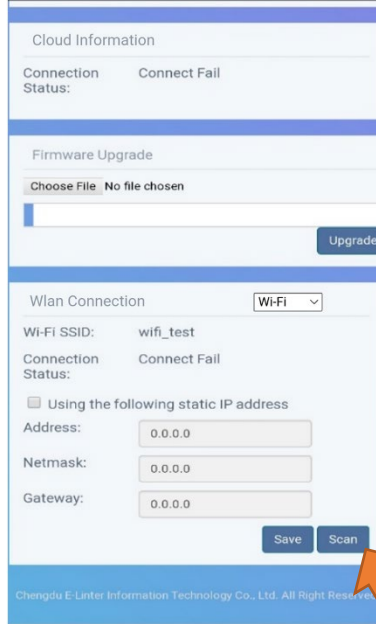 Cloud Information
Connection Status: Connect Fail
Firmware Upgrade
Choose File No file chosen
Upgrade
Wlan Connection Wi-Fi
Wi-Fi SSID: wifi_test
Connection Status: Connect Fail
Using the following static IP address
Address: 0.0.0.0
Netmask: 0.0.0.0
Gateway: 0.0.0.0
Save Scan
Chengdu E-Linter Information Technology Co., Ltd. All Right Reserved